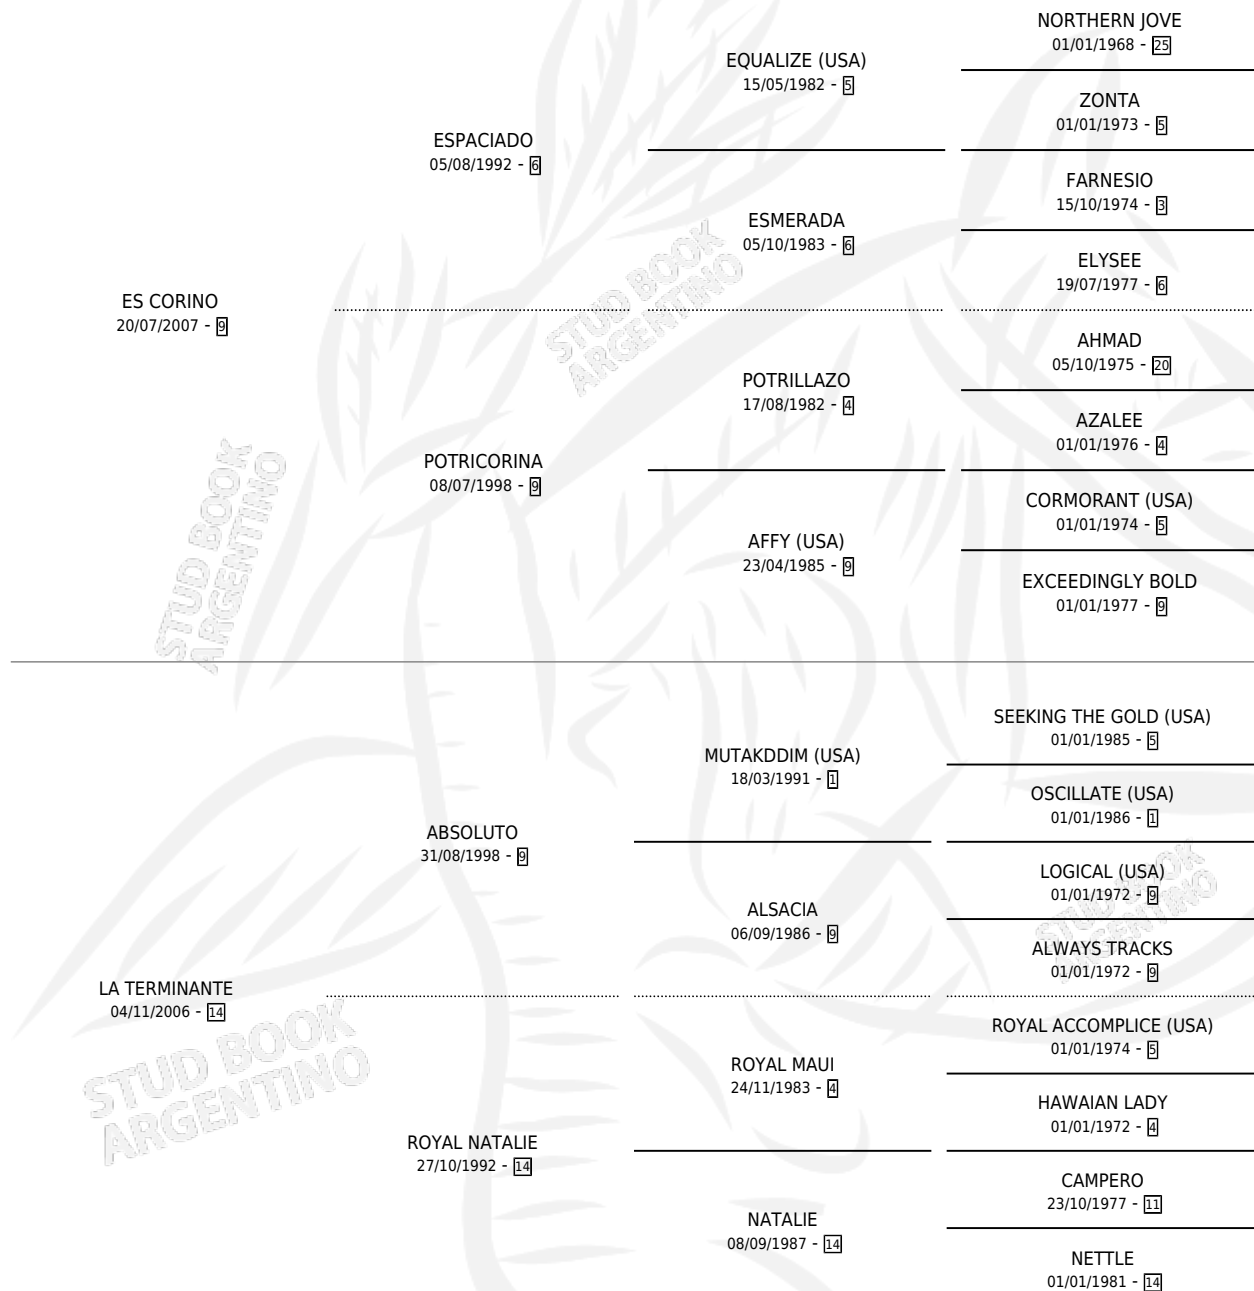 NORTHERN JOVE
01/01/1968 - 25
EQUALIZE (USA)
15/05/1982 - 5
ZONTA
01/01/1973 - 5
ESPACIADO
05/08/1992 - 6
FARNESIO
15/10/1974 - 3
ESMERADA
05/10/1983 - 6
ELYSEE
19/07/1977 - 6
ES CORINO
20/07/2007 - 9
AHMAD
05/10/1975 - 20
POTRILLAZO
17/08/1982 - 4
AZALEE
01/01/1976 - 4
POTRICORINA
08/07/1998 - 9
CORMORANT (USA)
01/01/1974 - 5
AFFY (USA)
23/04/1985 - 9
EXCEEDINGLY BOLD
01/01/1977 - 9
SEEKING THE GOLD (USA)
01/01/1985 - 5
MUTAKDDIM (USA)
18/03/1991 - 1
OSCILLATE (USA)
01/01/1986 - 1
ABSOLUTO
31/08/1998 - 9
LOGICAL (USA)
01/01/1972 - 9
ALSACIA
06/09/1986 - 9
ALWAYS TRACKS
01/01/1972 - 9
LA TERMINANTE
04/11/2006 - 14
ROYAL ACCOMPLICE (USA)
01/01/1974 - 5
ROYAL MAUI
24/11/1983 - 4
HAWAIAN LADY
01/01/1972 - 4
ROYAL NATALIE
27/10/1992 - 14
CAMPERO
23/10/1977 - 11
NATALIE
08/09/1987 - 14
NETTLE
01/01/1981 - 14
STUD BOOK
ARGENTINO
STUD BOOK
ARGENTINO
STUD BOOK
ARGENTINO
STUD BOOK
ARGENTINO